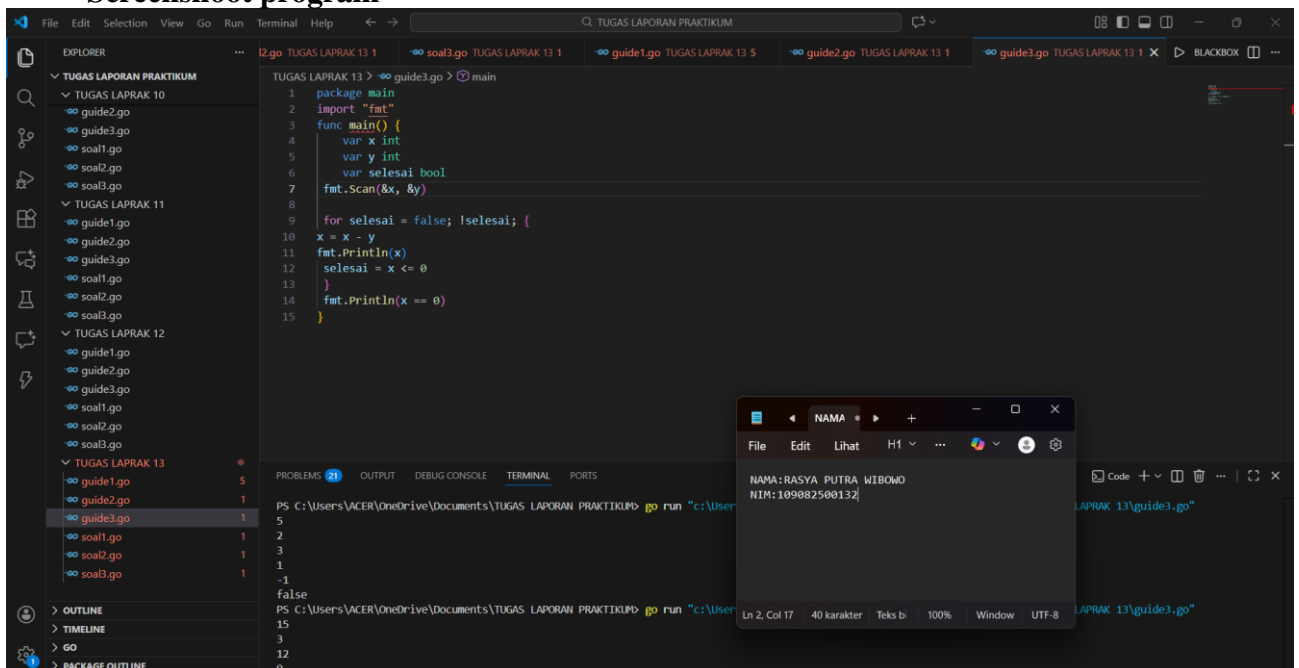 Screenshoot program
File Edit Selection View Go Run Terminal Help
TUGAS LAPORAN PRAKTIKUM
EXPLORER
l2.go TUGAS LAPRAK 13 1
soal3.go TUGAS LAPRAK 13 1
guide1.go TUGAS LAPRAK 13 5
guide2.go TUGAS LAPRAK 13 1
guide3.go TUGAS LAPRAK 13 1
BLACKBOX
TUGAS LAPORAN PRAKTIKUM
TUGAS LAPRAK 10
guide2.go
guide3.go
soal1.go
soal2.go
soal3.go
TUGAS LAPRAK 11
guide1.go
guide2.go
guide3.go
soal1.go
soal2.go
soal3.go
TUGAS LAPRAK 12
guide1.go
guide2.go
guide3.go
soal1.go
soal2.go
soal3.go
TUGAS LAPRAK 13
guide1.go 5
guide2.go 1
guide3.go 1
soal1.go 1
soal2.go 1
soal3.go 1
OUTLINE
TIMELINE
GO
PACKAGE OUTLINE
1
TUGAS LAPRAK 13 > guide3.go > main
1 package main
2 import "fmt"
3 func main() {
4 var x int
5 var y int
6 var selesai bool
7 fmt.Scan(&x, &y)
8
9 for selesai = false; !selesai; {
10 x = x - y
11 fmt.Println(x)
12 selesai = x <= 0
13 }
14 fmt.Println(x == 0)
15 }
PROBLEMS 21 OUTPUT DEBUG CONSOLE TERMINAL PORTS
Code
PS C:\Users\ACER\OneDrive\Documents\TUGAS LAPORAN PRAKTIKUM> go run "c:\User
LAPRAK 13\guide3.go"
5
2
3
1
-1
false
PS C:\Users\ACER\OneDrive\Documents\TUGAS LAPORAN PRAKTIKUM> go run "c:\User
APRAK 13\guide3.go"
15
3
12
NAMA
File Edit Lihat H1
NAMA:RASYA PUTRA WIBOWO
NIM:109082500132
Ln 2, Col 17 40 karakter Teks bi 100% Window UTF-8